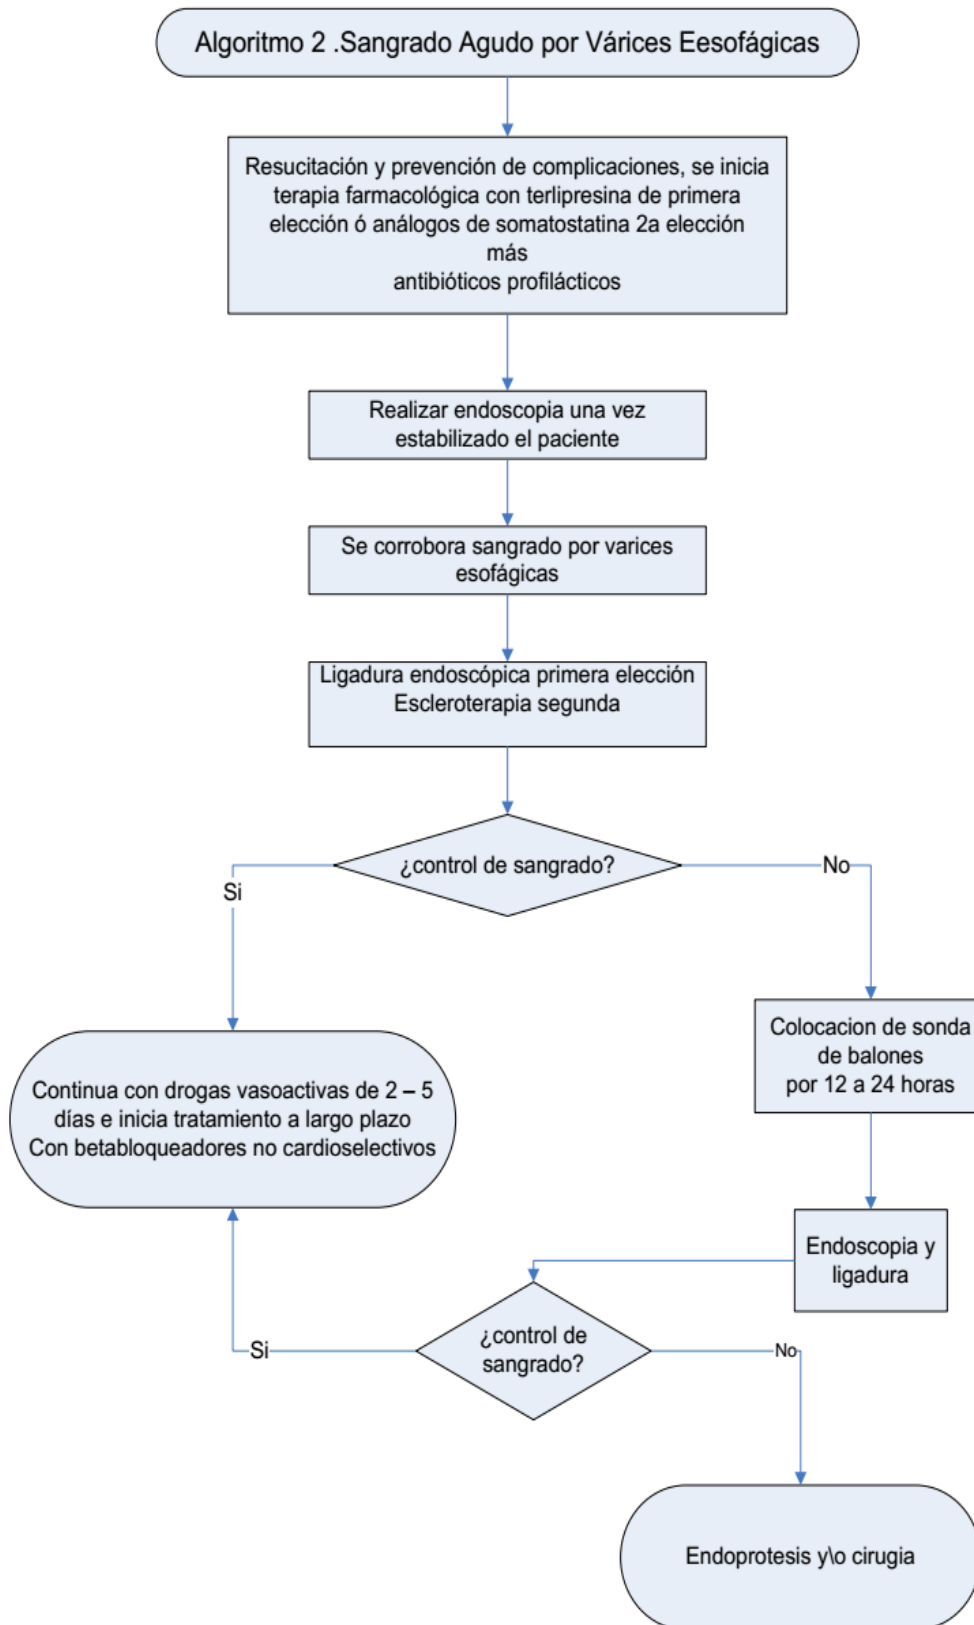 Algoritmo 2 .Sangrado Agudo por Várices Eesofágicas
Resucitación y prevención de complicaciones, se inicia
terapia farmacológica con terlipresina de primera
elección ó análogos de somatostatina 2a elección
más
antibióticos profilácticos
Realizar endoscopia una vez
estabilizado el paciente
Se corrobora sangrado por varices
esofágicas
Ligadura endoscópica primera elección
Escleroterapia segunda
¿control de sangrado?
Si
No
Colocacion de sonda
de balones
por 12 a 24 horas
Continua con drogas vasoactivas de 2 – 5
días e inicia tratamiento a largo plazo
Con betabloqueadores no cardioselectivos
Endoscopia y
ligadura
¿control de
sangrado?
Si
No
Endoprotesis y\o cirugia